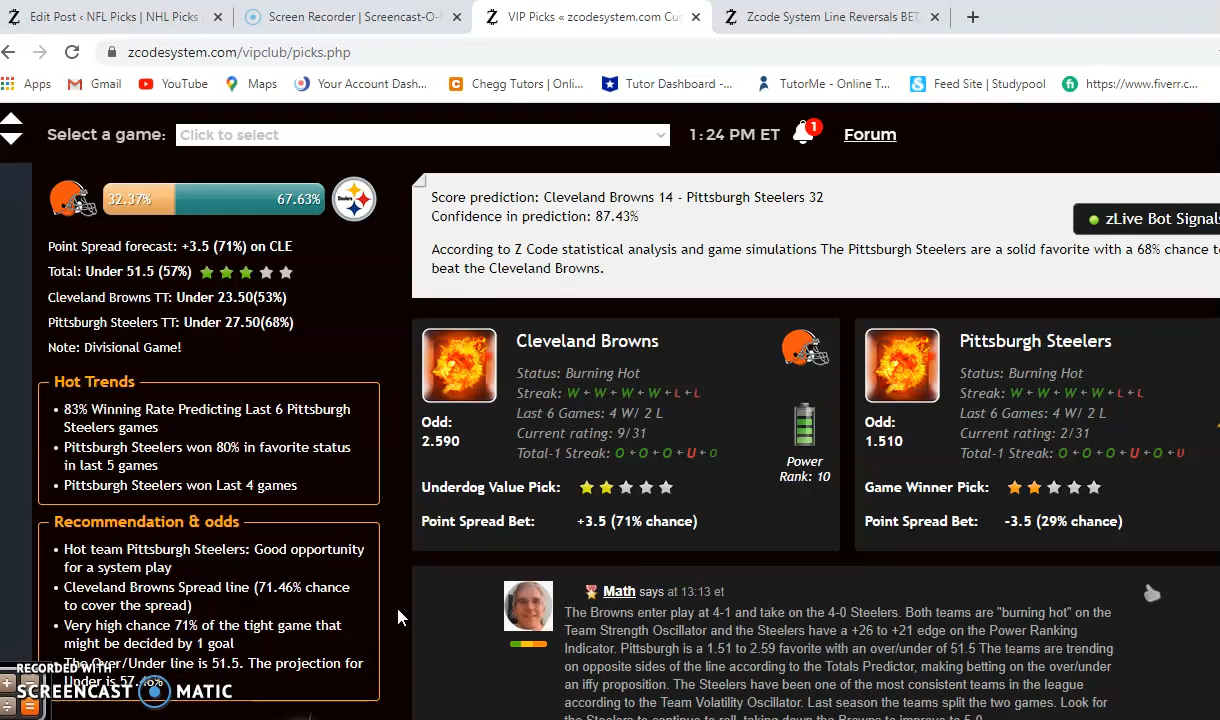 Edit Post ‹ NFL Picks | NHL Picks
Screen Recorder | Screencast-O-
VIP Picks « zcodesystem.com Cus
Zcode System Line Reversals BET
zcodesystem.com/vipclub/picks.php
Apps Gmail YouTube Maps Your Account Dash... Chegg Tutors | Onli... Tutor Dashboard -... TutorMe - Online T... Feed Site | Studypool https://www.fiverr.c...
Select a game: Click to select 1:24 PM ET 1 Forum
32.37% 67.63% Steelers
Point Spread forecast: +3.5 (71%) on CLE
Total: Under 51.5 (57%)
Cleveland Browns TT: Under 23.50(53%)
Pittsburgh Steelers TT: Under 27.50(68%)
Note: Divisional Game!
Hot Trends
• 83% Winning Rate Predicting Last 6 Pittsburgh
Steelers games
• Pittsburgh Steelers won 80% in favorite status
in last 5 games
• Pittsburgh Steelers won Last 4 games
Recommendation & odds
• Hot team Pittsburgh Steelers: Good opportunity
for a system play
• Cleveland Browns Spread line (71.46% chance
to cover the spread)
• Very high chance 71% of the tight game that
might be decided by 1 goal
The Over/Under line is 51.5. The projection for
Under is
RECORDED WITH
SCREENCAST MATIC
Score prediction: Cleveland Browns 14 - Pittsburgh Steelers 32
Confidence in prediction: 87.43%
zLive Bot Signals
According to Z Code statistical analysis and game simulations The Pittsburgh Steelers are a solid favorite with a 68% chance to
beat the Cleveland Browns.
Cleveland Browns
Status: Burning Hot
Streak: W ← W ← W ← W ← L ← L
Last 6 Games: 4 W/ 2 L
Current rating: 9/31
Total-1 Streak: O ← O ← O ← U ← O
Odd:
2.590
Power
Rank: 10
Underdog Value Pick:
Point Spread Bet: +3.5 (71% chance)
Pittsburgh Steelers
Status: Burning Hot
Streak: W ← W ← W ← W ← L ← L
Last 6 Games: 4 W/ 2 L
Current rating: 2/31
Total-1 Streak: O ← O ← O ← U ← O ← U
Odd:
1.510
Game Winner Pick:
Point Spread Bet: -3.5 (29% chance)
Math says at 13:13 et
The Browns enter play at 4-1 and take on the 4-0 Steelers. Both teams are "burning hot" on the
Team Strength Oscillator and the Steelers have a +26 to +21 edge on the Power Ranking
Indicator. Pittsburgh is a 1.51 to 2.59 favorite with an over/under of 51.5 The teams are trending
on opposite sides of the line according to the Totals Predictor, making betting on the over/under
an iffy proposition. The Steelers have been one of the most consistent teams in the league
according to the Team Volatility Oscillator. Last season the teams split the two games. Look for
the Steelers to continue to roll, taking down the Browns to improve to 5-0.